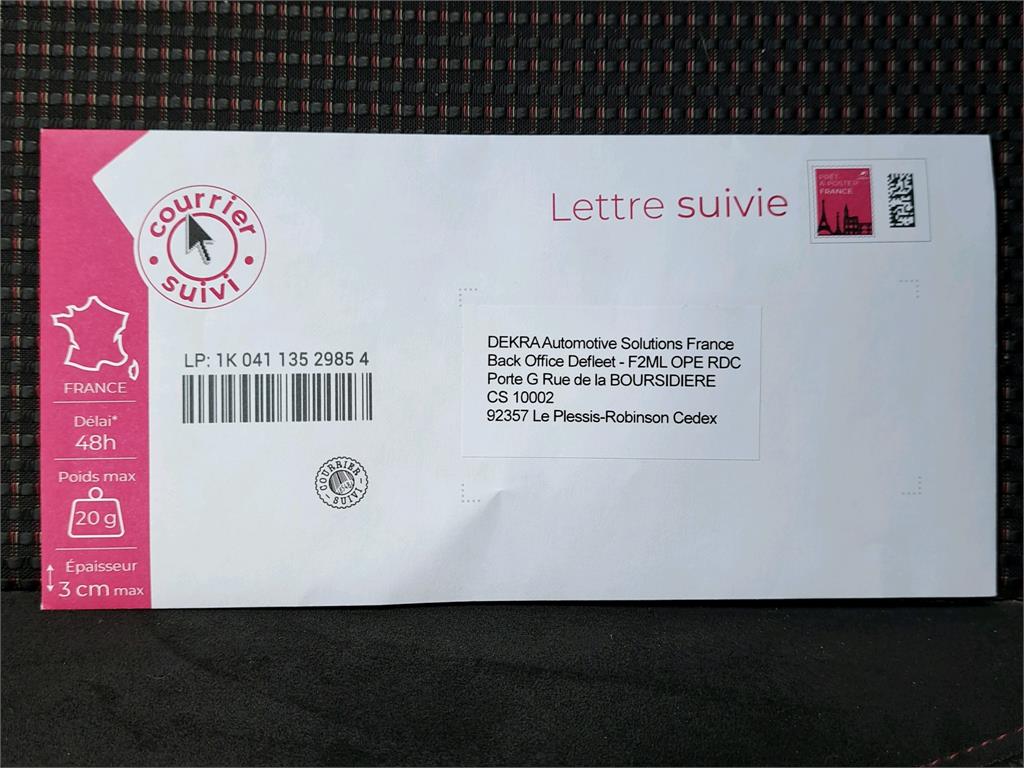 courrier
suivi
Lettre suivie
PRÊT
À POSTER
FRANCE
LP: 1K 041 135 2985 4
DEKRA Automotive Solutions France
Back Office Defleet - F2ML OPE RDC
Porte G Rue de la BOURSIDIERE
CS 10002
92357 Le Plessis-Robinson Cedex
COURRIER
SUIVI
FRANCE
Délai*
48h
Poids max
20 g
Épaisseur
3 cm max